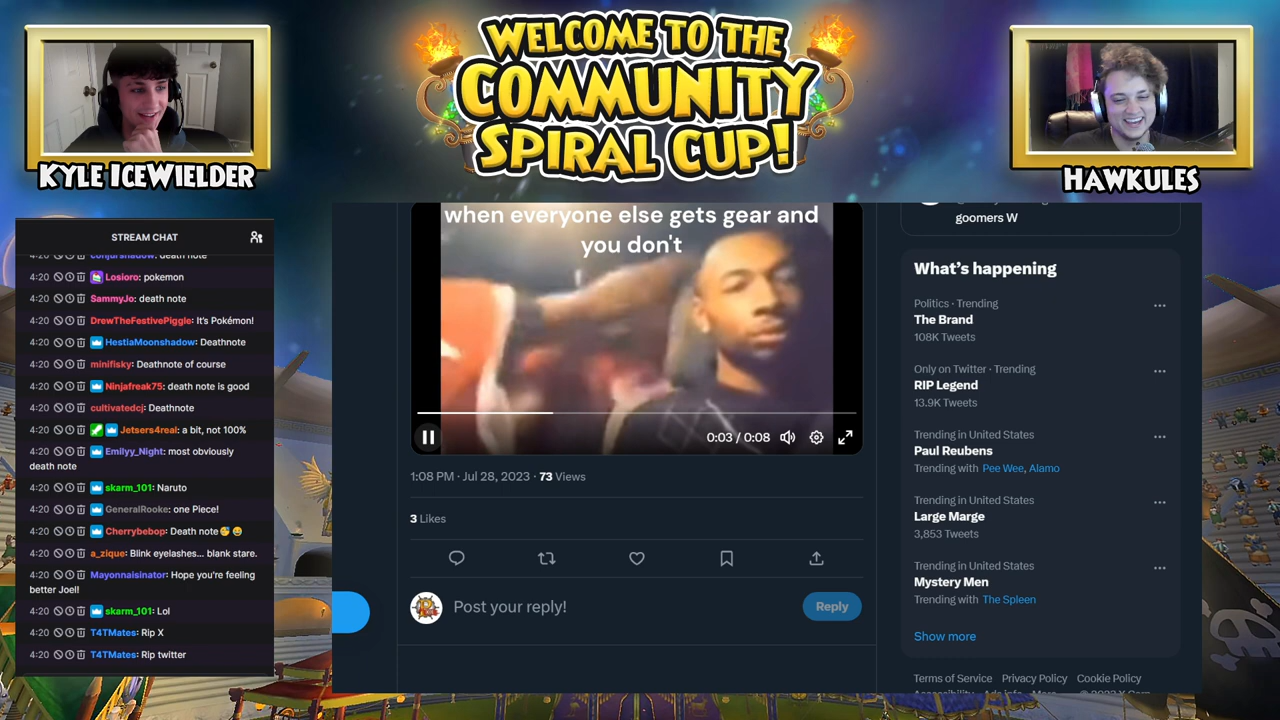 WELCOME TO THE
COMMUNITY
SPIRAL CUP!
KYLE ICEWIELDER
HAWKULES
STREAM CHAT
4:20 conjurshadow: death note
4:20 Losioro: pokemon
4:20 SammyJo: death note
4:20 DrewTheFestivePiggle: It's Pokémon!
4:20 HestiaMoonshadow: Deathnote
4:20 minifisky: Deathnote of course
4:20 Ninjafreak75: death note is good
4:20 cultivatedcj: Deathnote
4:20 Jetsers4real: a bit, not 100%
4:20 Emilyy_Night: most obviously
death note
4:20 skarm_101: Naruto
4:20 GeneralRooke: one Piece!
4:20 Cherrybebop: Death note
4:20 a_zique: Blink eyelashes... blank stare.
4:20 Mayonnaisinator: Hope you're feeling
better Joel!
4:20 skarm_101: Lol
4:20 T4TMates: Rip X
4:20 T4TMates: Rip twitter
when everyone else gets gear and
you don't
0:03 / 0:08
1:08 PM · Jul 28, 2023 · 73 Views
3 Likes
Post your reply!
Reply
goomers W
What's happening
Politics · Trending
The Brand
108K Tweets
Only on Twitter · Trending
RIP Legend
13.9K Tweets
Trending in United States
Paul Reubens
Trending with Pee Wee, Alamo
Trending in United States
Large Marge
3,853 Tweets
Trending in United States
Mystery Men
Trending with The Spleen
Show more
Terms of Service Privacy Policy Cookie Policy